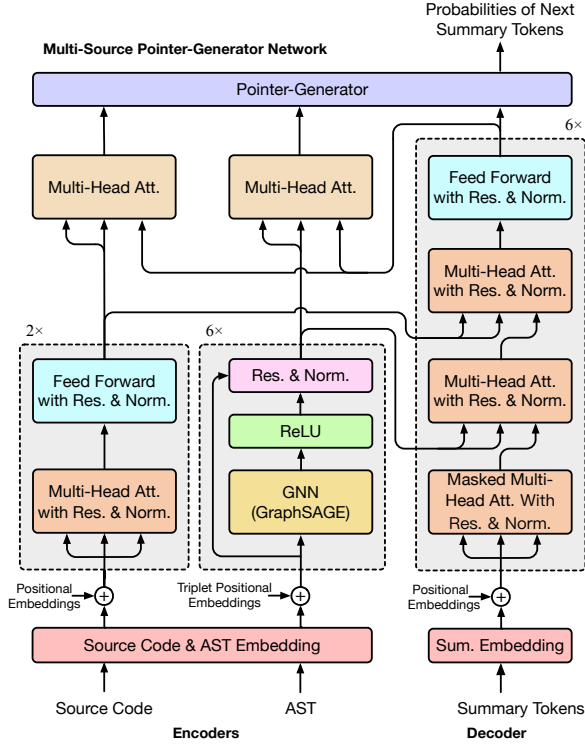 Probabilities of Next
Summary Tokens
Multi-Source Pointer-Generator Network
Pointer-Generator
6×
Multi-Head Att.
Multi-Head Att.
Feed Forward
with Res. & Norm.
Multi-Head Att.
with Res. & Norm.
2×
6×
Feed Forward
with Res. & Norm.
Res. & Norm.
Multi-Head Att.
with Res. & Norm.
ReLU
Multi-Head Att.
with Res. & Norm.
GNN
(GraphSAGE)
Masked Multi-
Head Att. With
Res. & Norm.
Positional
Embeddings
Triplet Positional
Embeddings
Positional
Embeddings
Source Code & AST Embedding
Sum. Embedding
Source Code
AST
Summary Tokens
Encoders
Decoder